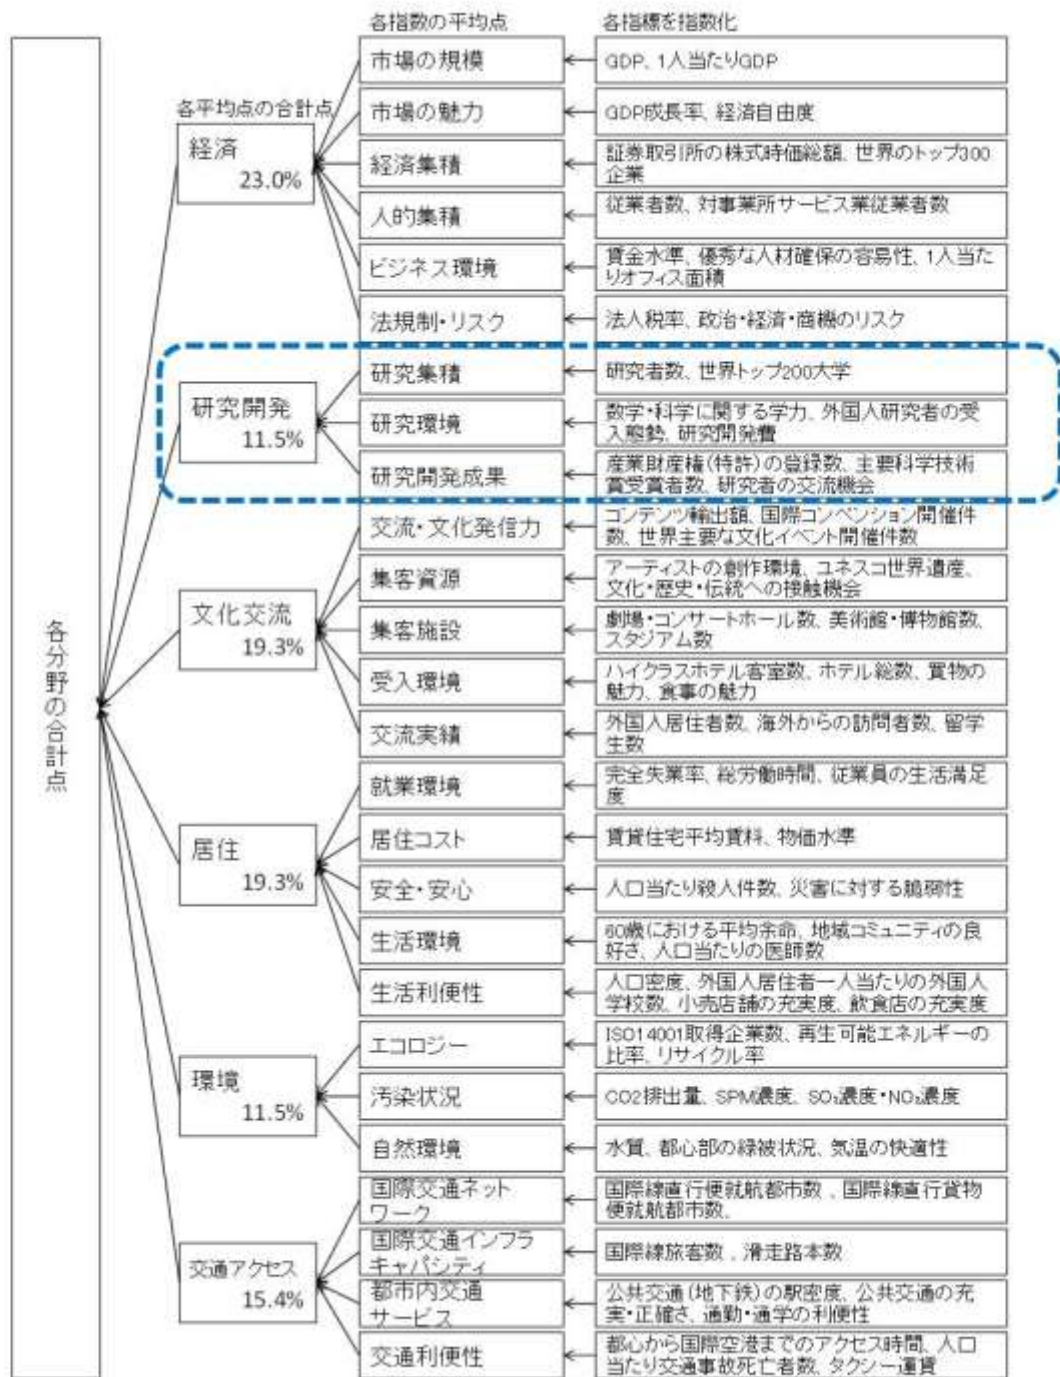 各指数の平均点
各指標を指数化
各平均点の合計点
各分野の合計点
経済
23.0%
市場の規模
GDP、1人当たりGDP
市場の魅力
GDP成長率、経済自由度
経済集積
証券取引所の株式時価総額、世界のトップ300
企業
人的集積
従業者数、対事業所サービス業従業者数
ビジネス環境
賃金水準、優秀な人材確保の容易性、1人当た
りオフィス面積
法規制・リスク
法人税率、政治・経済・商機のリスク
研究開発
11.5%
研究集積
研究者数、世界トップ200大学
研究環境
数学・科学に関する学力、外国人研究者の受
入態勢、研究開発費
研究開発成果
産業財産権(特許)の登録数、主要科学技術
賞受賞者数、研究者の交流機会
文化交流
19.3%
交流・文化発信力
コンテンツ輸出額、国際コンベンション開催件
数、世界主要な文化イベント開催件数
集客資源
アーティストの創作環境、ユネスコ世界遺産、
文化・歴史・伝統への接触機会
集客施設
劇場・コンサートホール数、美術館・博物館数、
スタジアム数
受入環境
ハイクラスホテル客室数、ホテル総数、買物の
魅力、食事の魅力
交流実績
外国人居住者数、海外からの訪問者数、留学
生数
居住
19.3%
就業環境
完全失業率、総労働時間、従業員の生活満足
度
居住コスト
賃貸住宅平均賃料、物価水準
安全・安心
人口当たり殺人件数、災害に対する脆弱性
生活環境
60歳における平均余命、地域コミュニティの良
好さ、人口当たりの医師数
生活利便性
人口密度、外国人居住者一人当たりの外国人
学校数、小売店舗の充実度、飲食店の充実度
環境
11.5%
エコロジー
ISO14001取得企業数、再生可能エネルギーの
比率、リサイクル率
汚染状況
CO2排出量、SPM濃度、SO₂濃度・NO₂濃度
自然環境
水質、都心部の緑被状況、気温の快適性
交通アクセス
15.4%
国際交通ネット
ワーク
国際線直行便就航都市数 、国際線直行貨物
便就航都市数、
国際交通インフラ
キャパシティ
国際線旅客数 、滑走路本数
都市内交通
サービス
公共交通(地下鉄)の駅密度、公共交通の充
実・正確さ、通勤・通学の利便性
交通利便性
都心から国際空港までのアクセス時間、人口
当たり交通事故死亡者数、タクシー運賃